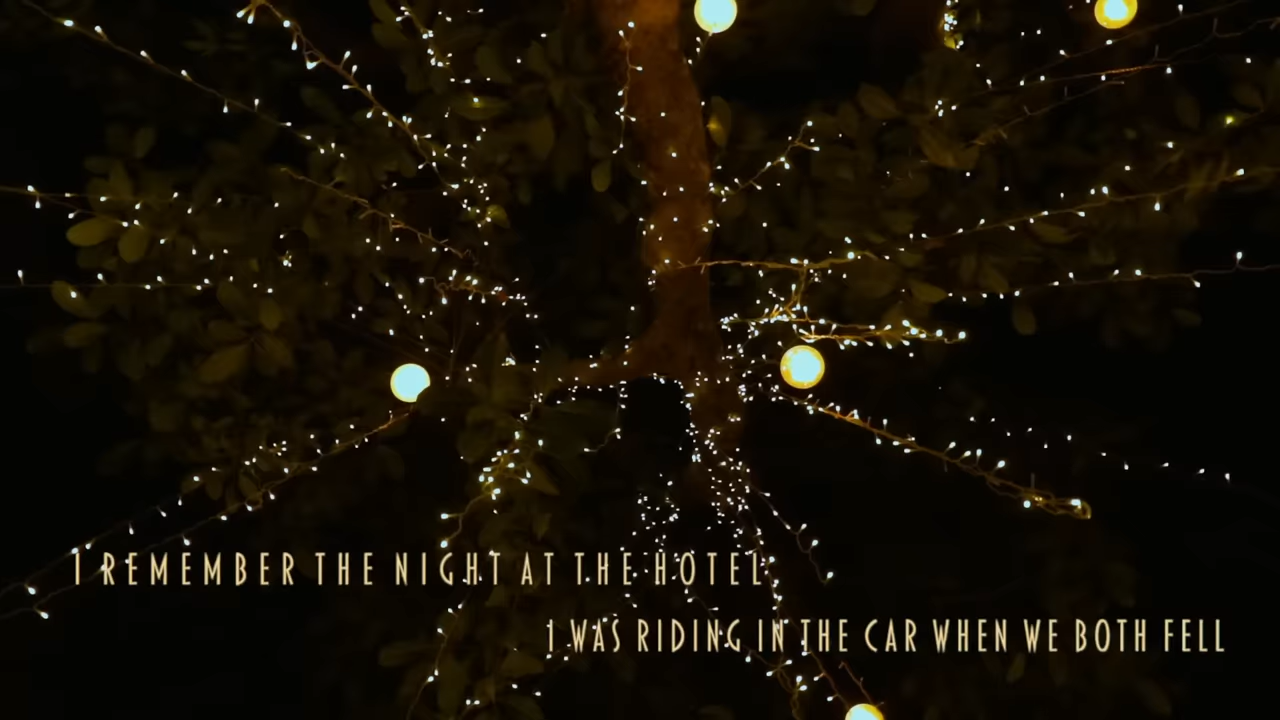 I REMEMBER THE NIGHT AT THE HOTEL
I WAS RIDING IN THE CAR WHEN WE BOTH FELL